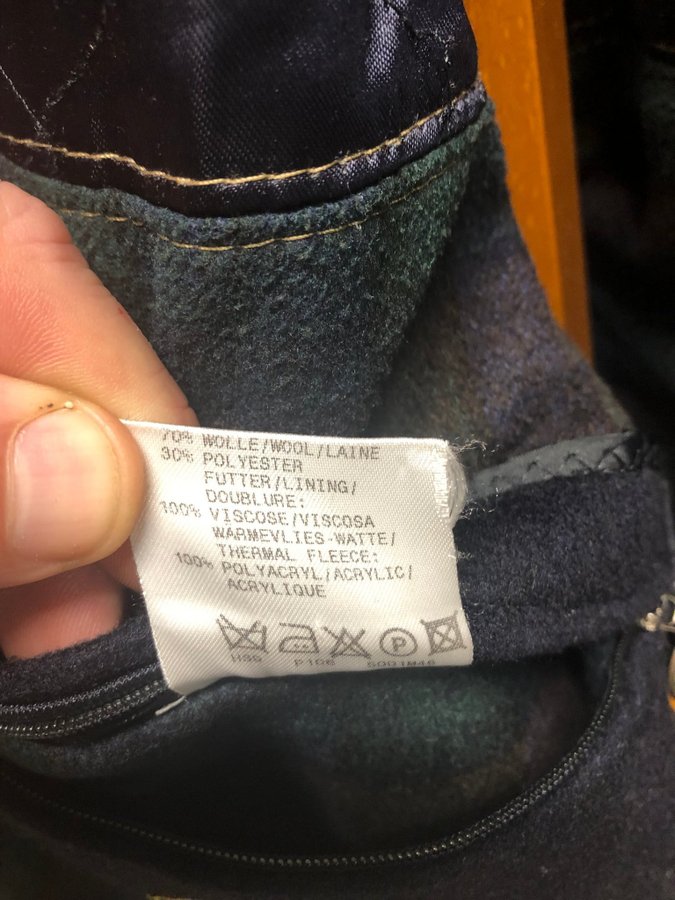 70% WOLLE/WOOL/LAINE
30% POLYESTER
FUTTER/LINING/
DOUBLURE:
100% VISCOSE/VISCOSA
WARMEVLIES-WATTE/
THERMAL FLEECE:
100% POLYACRYL/ACRYLIC/
ACRYLIQUE
P